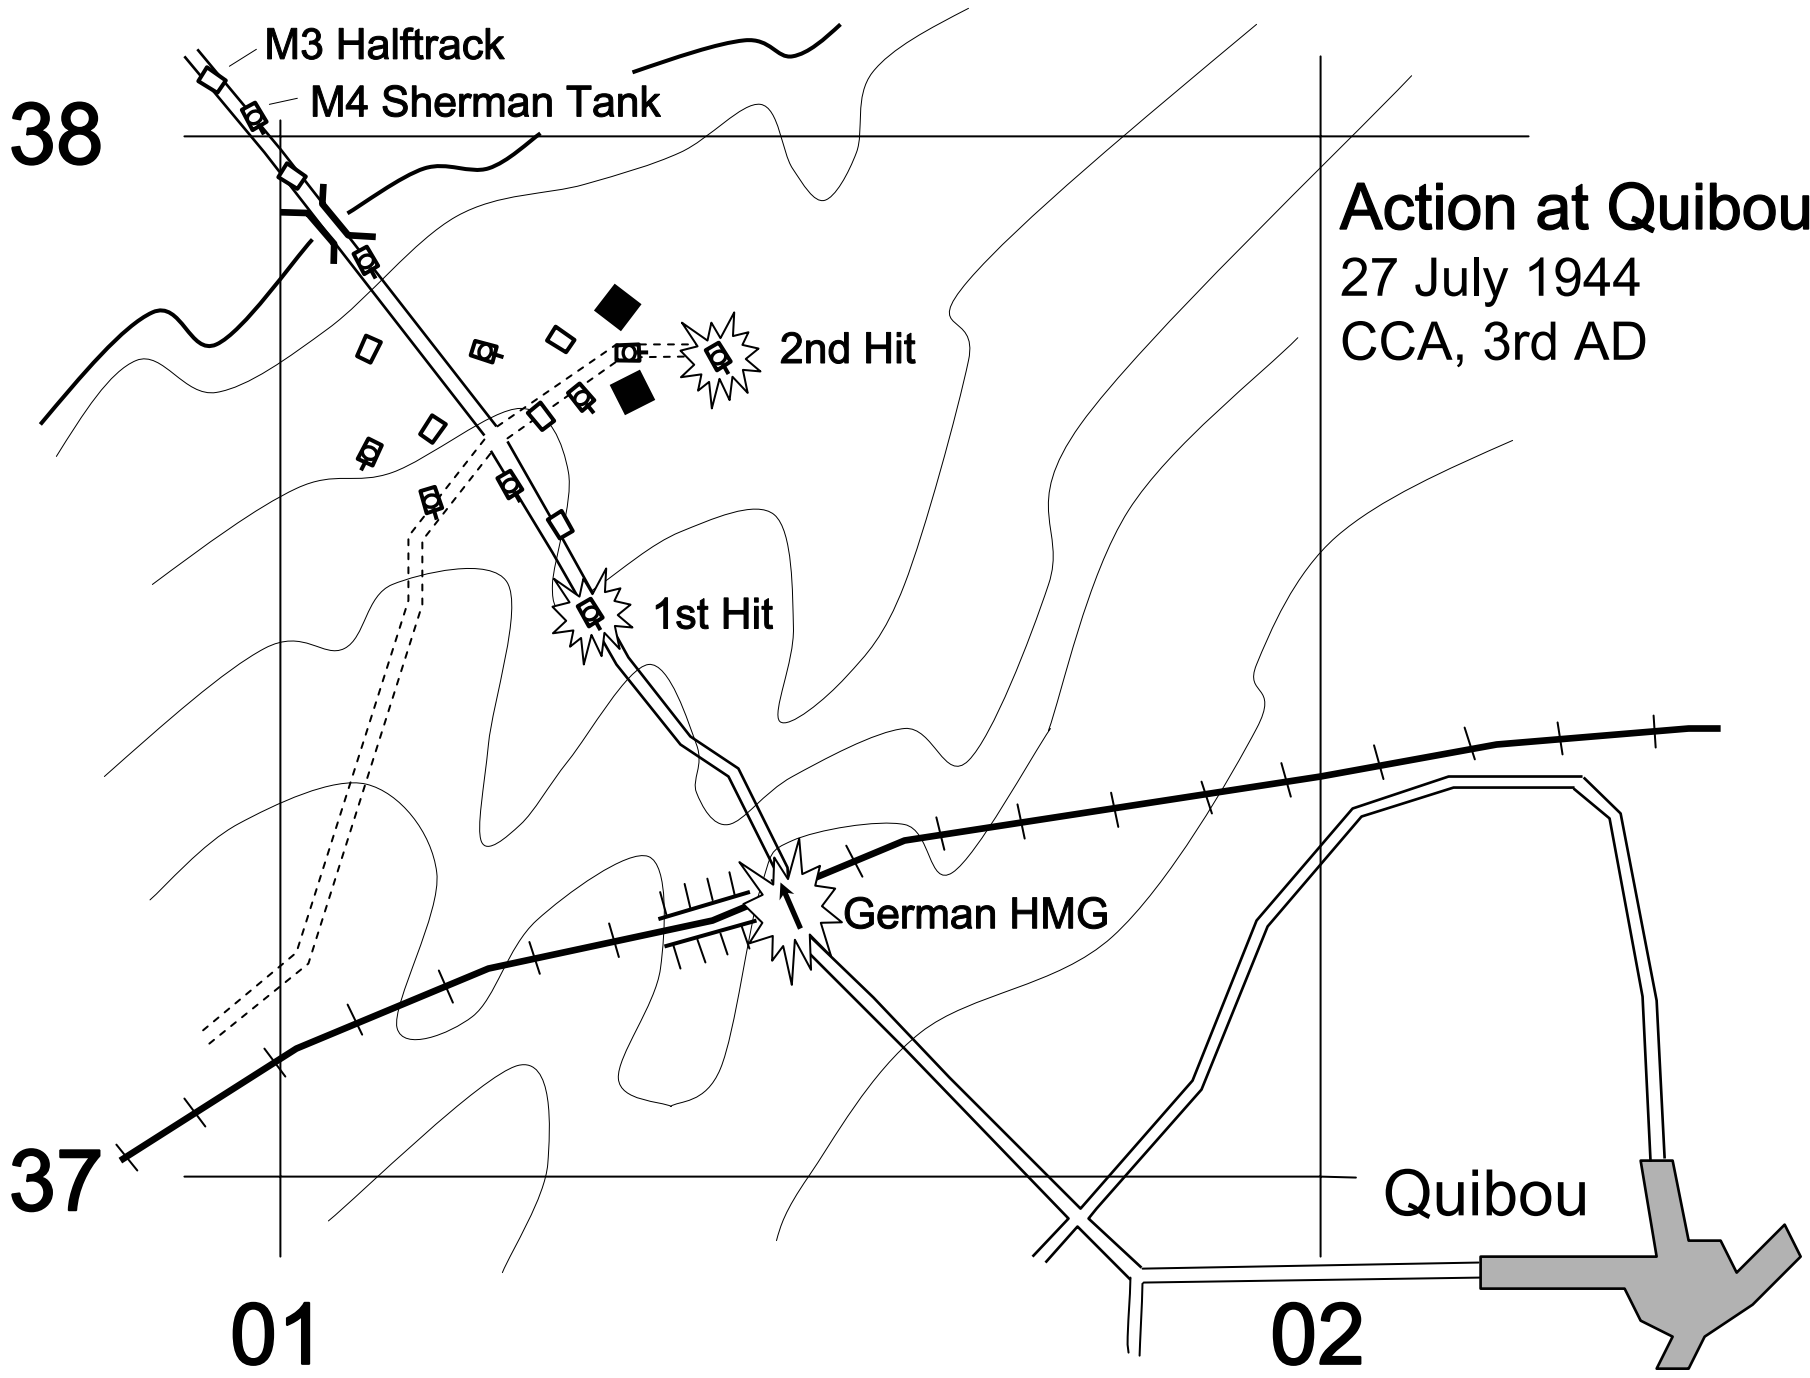 M3 Halftrack
M4 Sherman Tank
38
Action at Quibou
27 July 1944
CCA, 3rd AD
2nd Hit
1st Hit
German HMG
37
Quibou
01
02